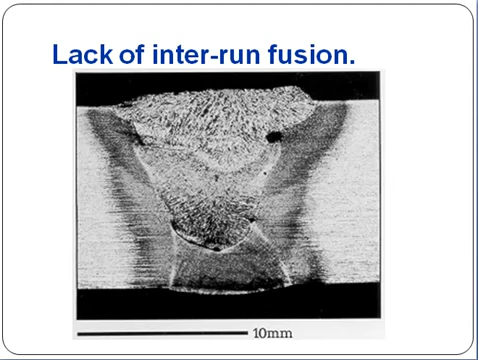 Lack of inter-run fusion.
10mm